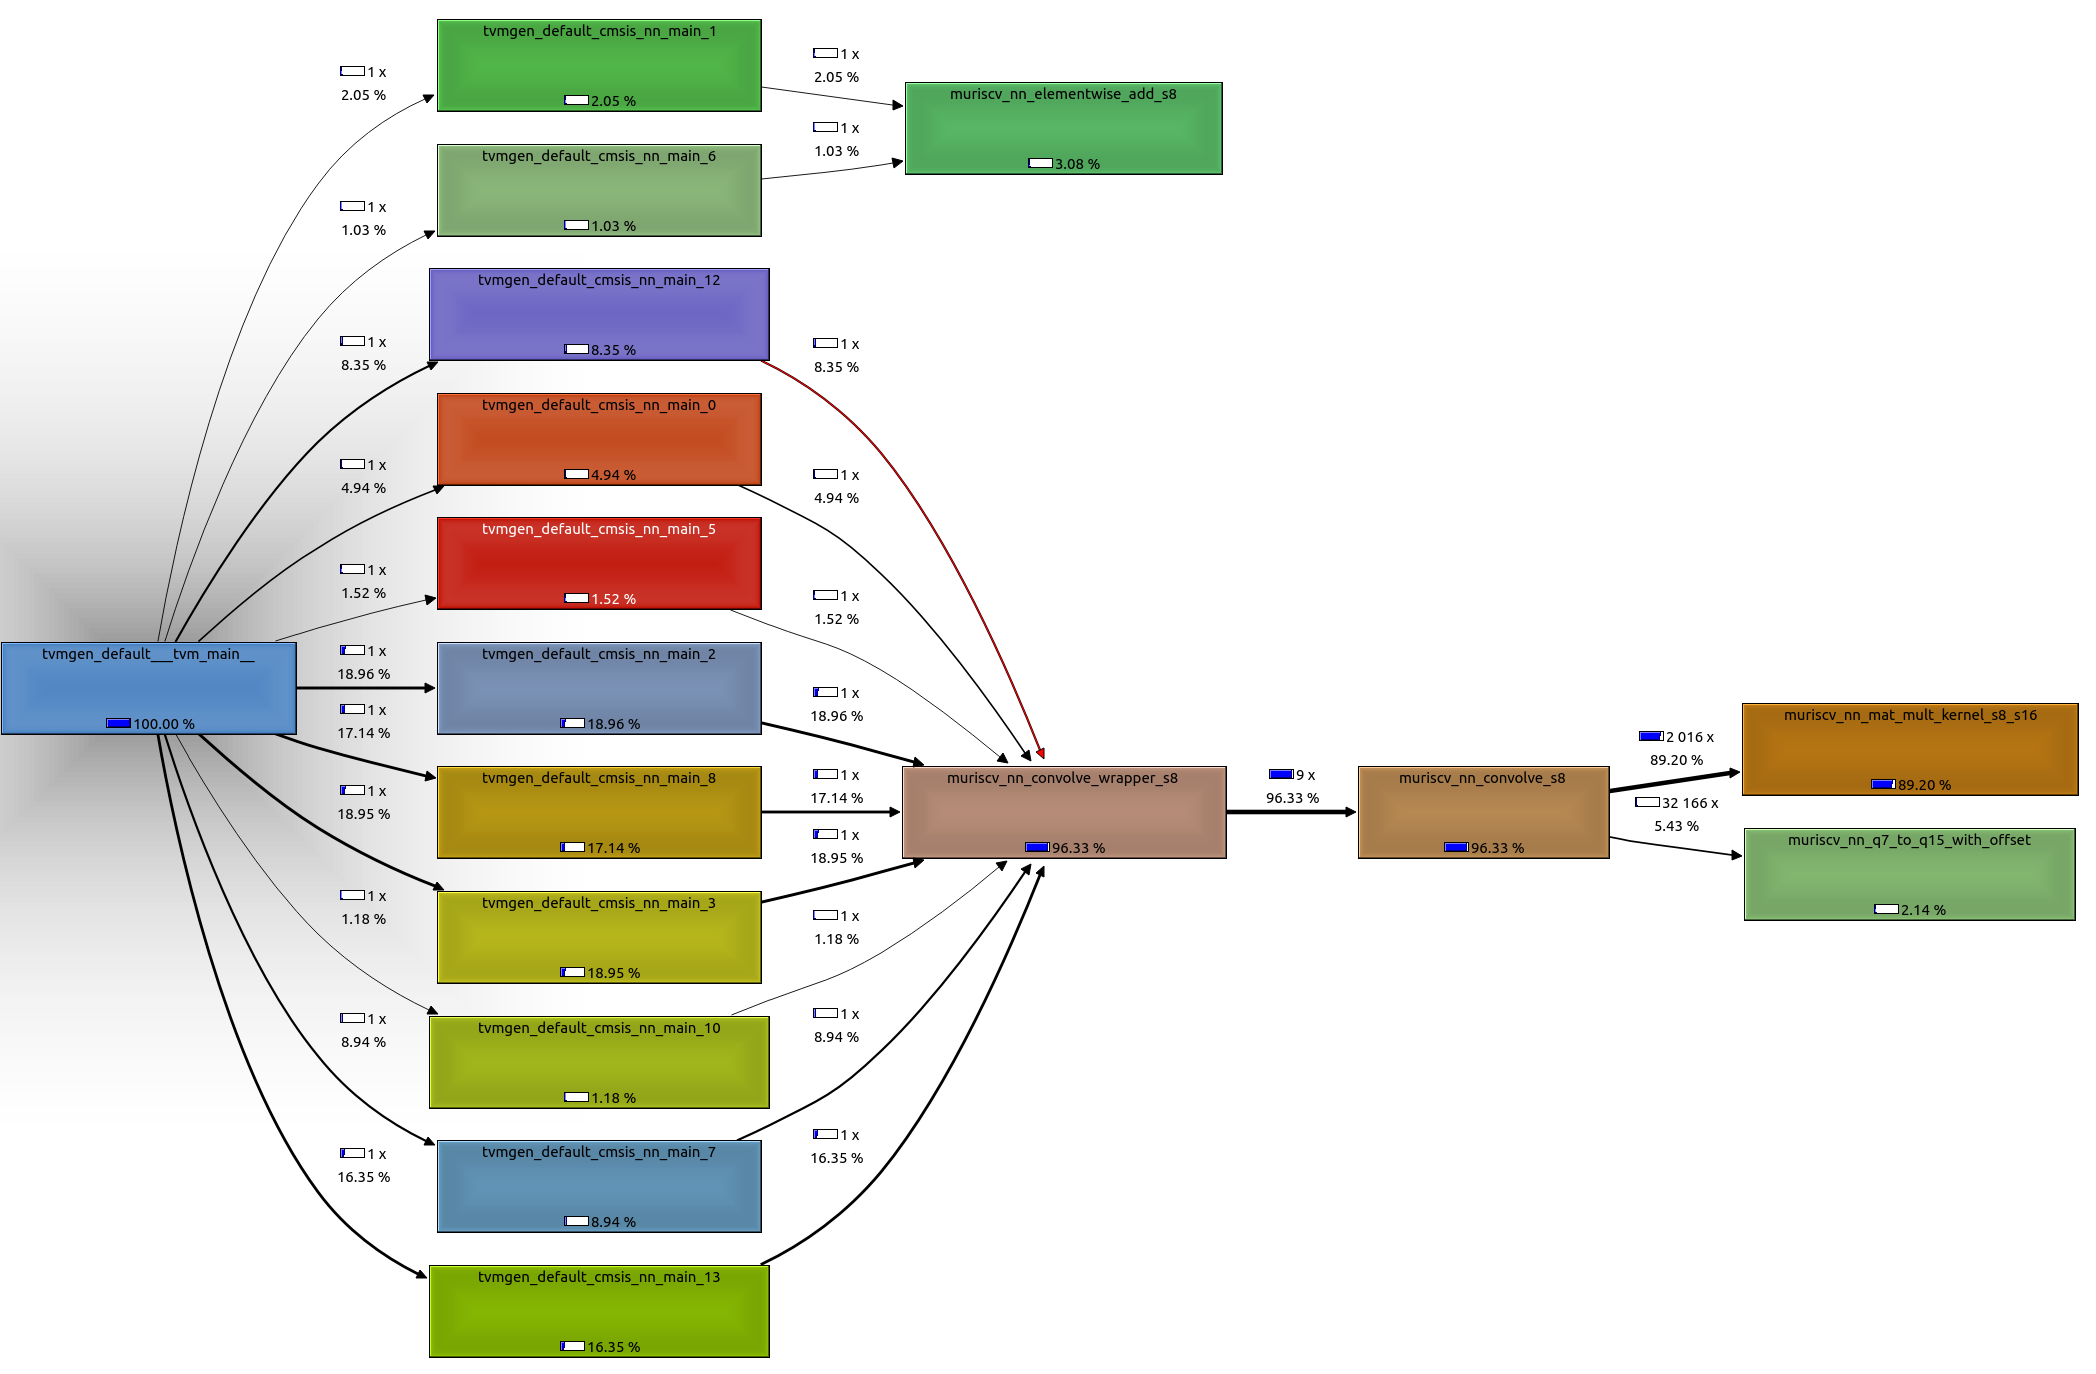 tvmgen_default_cmsis_nn_main_1
2.05 %
1 x
2.05 %
1 x
2.05 %
muriscv_nn_elementwise_add_s8
3.08 %
tvmgen_default_cmsis_nn_main_6
1.03 %
1 x
1.03 %
1 x
1.03 %
tvmgen_default_cmsis_nn_main_12
8.35 %
1 x
8.35 %
1 x
8.35 %
tvmgen_default_cmsis_nn_main_0
4.94 %
1 x
4.94 %
1 x
4.94 %
tvmgen_default_cmsis_nn_main_5
1.52 %
1 x
1.52 %
1 x
1.52 %
tvmgen_default___tvm_main__
100.00 %
1 x
18.96 %
tvmgen_default_cmsis_nn_main_2
18.96 %
1 x
18.96 %
1 x
17.14 %
tvmgen_default_cmsis_nn_main_8
17.14 %
1 x
17.14 %
muriscv_nn_convolve_wrapper_s8
96.33 %
9 x
96.33 %
muriscv_nn_convolve_s8
96.33 %
2 016 x
89.20 %
muriscv_nn_mat_mult_kernel_s8_s16
89.20 %
32 166 x
5.43 %
muriscv_nn_q7_to_q15_with_offset
2.14 %
1 x
18.95 %
tvmgen_default_cmsis_nn_main_3
18.95 %
1 x
18.95 %
1 x
1.18 %
tvmgen_default_cmsis_nn_main_10
1.18 %
1 x
1.18 %
1 x
8.94 %
tvmgen_default_cmsis_nn_main_7
8.94 %
1 x
8.94 %
1 x
16.35 %
tvmgen_default_cmsis_nn_main_13
16.35 %
1 x
16.35 %